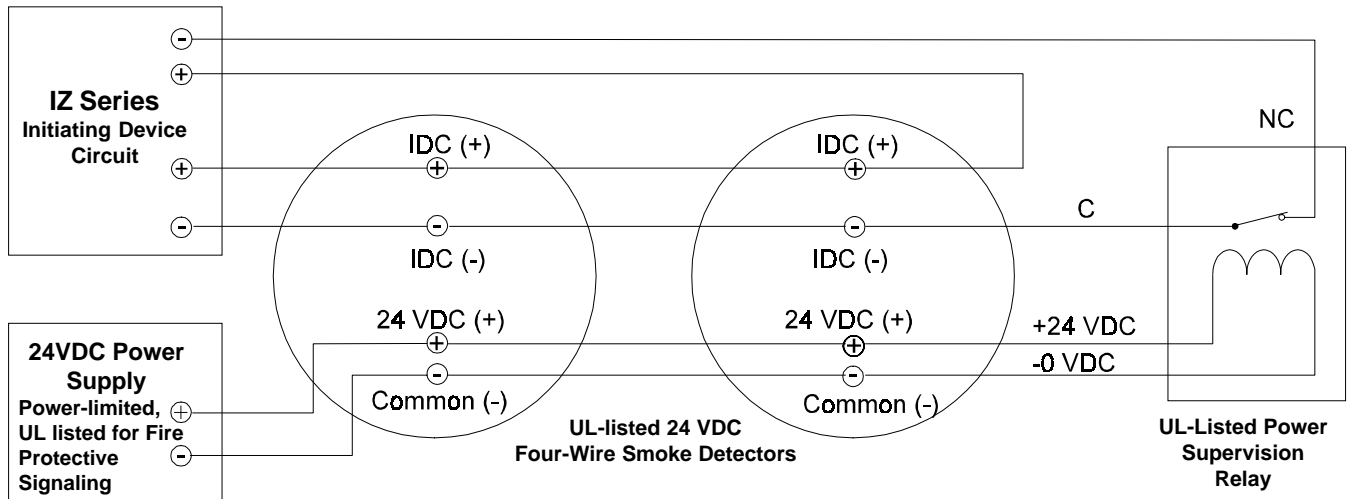 IZ Series
Initiating Device
Circuit
-
+
+
-
IDC (+)
+
-
IDC (-)
24 VDC (+)
+
-
Common (-)
IDC (+)
+
-
IDC (-)
24 VDC (+)
+
-
Common (-)
NC
C
+24 VDC
-0 VDC
24VDC Power
Supply
Power-limited,
UL listed for Fire
Protective
Signaling
+
-
UL-listed 24 VDC
Four-Wire Smoke Detectors
UL-Listed Power
Supervision
Relay